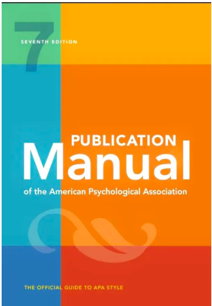 7
SEVENTH EDITION
PUBLICATION
Manual
of the American Psychological Association
THE OFFICIAL GUIDE TO APA STYLE